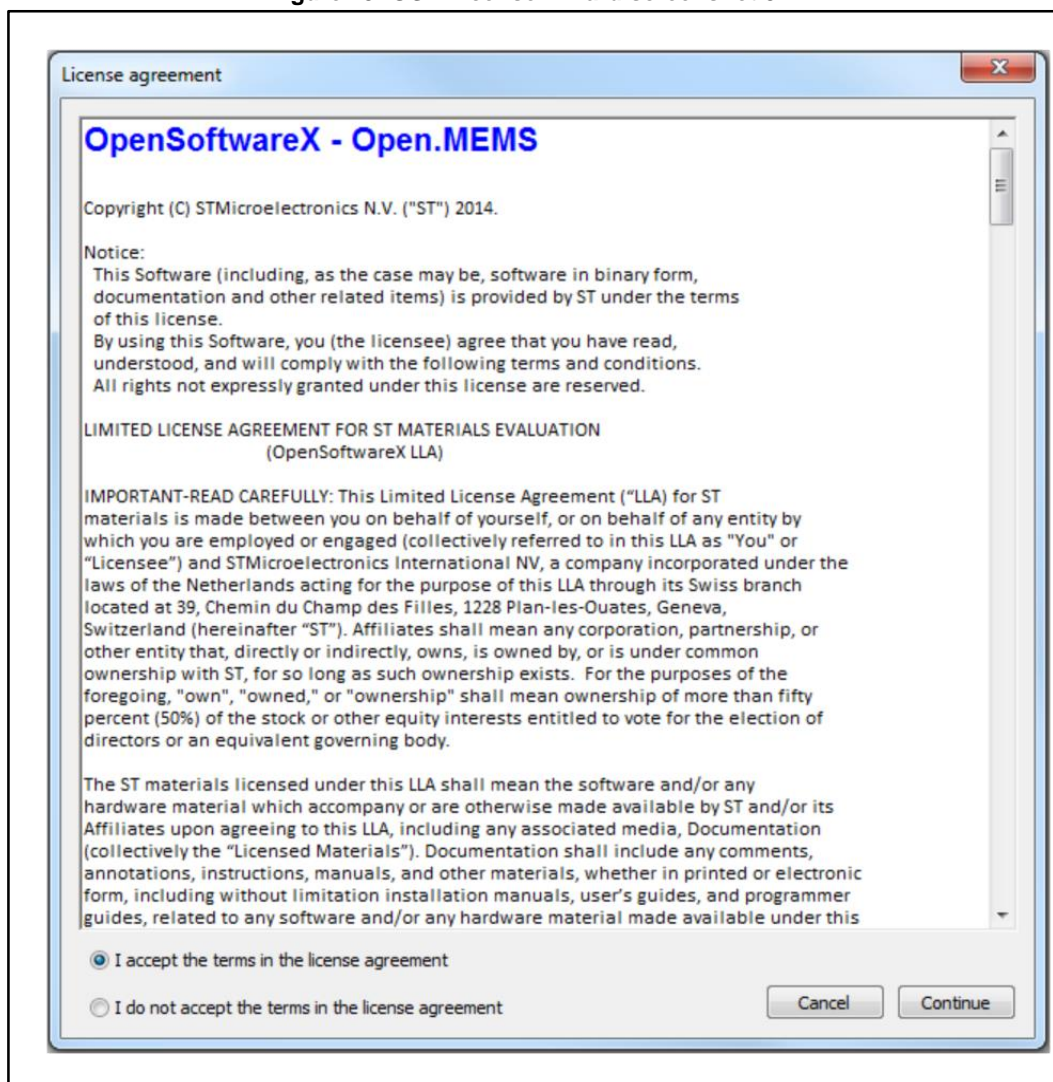 License agreement
OpenSoftwareX - Open.MEMS
Copyright (C) STMicroelectronics N.V. ("ST") 2014.
Notice:
This Software (including, as the case may be, software in binary form,
documentation and other related items) is provided by ST under the terms
of this license.
By using this Software, you (the licensee) agree that you have read,
understood, and will comply with the following terms and conditions.
All rights not expressly granted under this license are reserved.
LIMITED LICENSE AGREEMENT FOR ST MATERIALS EVALUATION
(OpenSoftwareX LLA)
IMPORTANT-READ CAREFULLY: This Limited License Agreement (“LLA) for ST
materials is made between you on behalf of yourself, or on behalf of any entity by
which you are employed or engaged (collectively referred to in this LLA as "You" or
“Licensee”) and STMicroelectronics International NV, a company incorporated under the
laws of the Netherlands acting for the purpose of this LLA through its Swiss branch
located at 39, Chemin du Champ des Filles, 1228 Plan-les-Ouates, Geneva,
Switzerland (hereinafter “ST”). Affiliates shall mean any corporation, partnership, or
other entity that, directly or indirectly, owns, is owned by, or is under common
ownership with ST, for so long as such ownership exists. For the purposes of the
foregoing, "own", "owned," or "ownership" shall mean ownership of more than fifty
percent (50%) of the stock or other equity interests entitled to vote for the election of
directors or an equivalent governing body.
The ST materials licensed under this LLA shall mean the software and/or any
hardware material which accompany or are otherwise made available by ST and/or its
Affiliates upon agreeing to this LLA, including any associated media, Documentation
(collectively the “Licensed Materials”). Documentation shall include any comments,
annotations, instructions, manuals, and other materials, whether in printed or electronic
form, including without limitation installation manuals, user’s guides, and programmer
guides, related to any software and/or any hardware material made available under this
I accept the terms in the license agreement
I do not accept the terms in the license agreement
Cancel
Continue